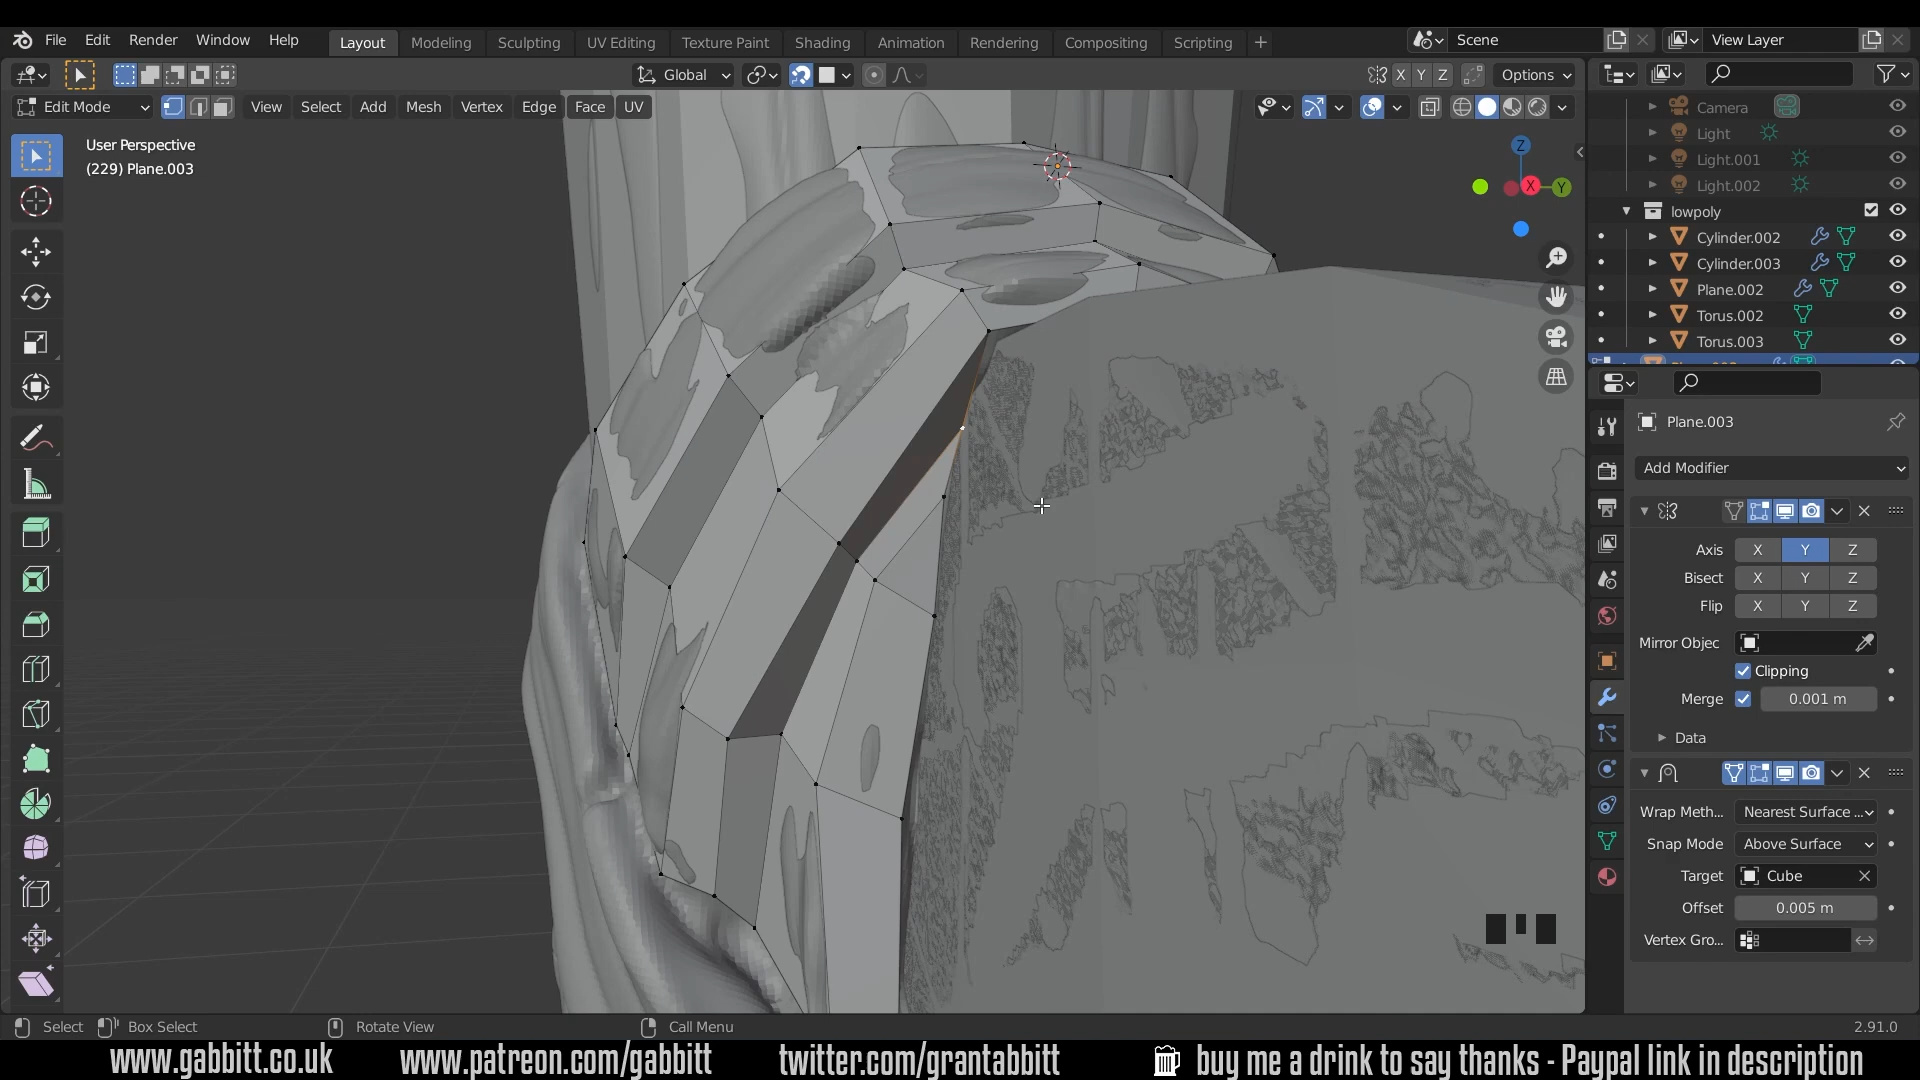 File Edit Render Window Help Layout Modeling Sculpting UV Editing Texture Paint Shading Animation Rendering Compositing Scripting + Scene View Layer
Global X Y Z Options
Edit Mode View Select Add Mesh Vertex Edge Face UV
User Perspective
(229) Plane.003
Z
X
Y
Camera
Light
Light.001
Light.002
lowpoly
Cylinder.002
Cylinder.003
Plane.002
Torus.002
Torus.003
Plane.003
Add Modifier
Axis X Y Z
Bisect X Y Z
Flip X Y Z
Mirror Objec
Clipping
Merge 0.001 m
Data
Wrap Meth... Nearest Surface ...
Snap Mode Above Surface
Target Cube
Offset 0.005 m
Vertex Gro...
Select Box Select Rotate View Call Menu 2.91.0
www.gabbitt.co.uk www.patreon.com/gabbitt twitter.com/grantabbitt buy me a drink to say thanks - Paypal link in description